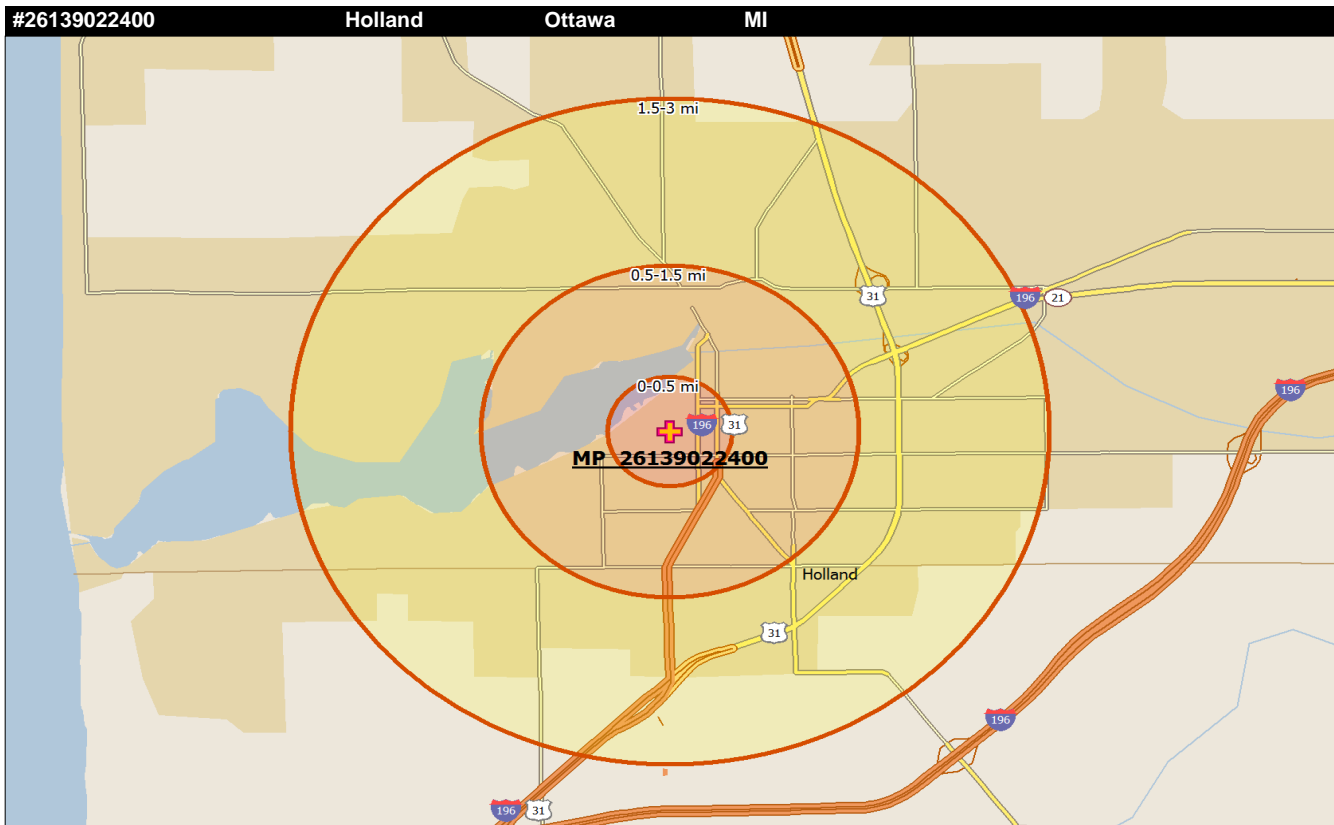 #26139022400 Holland Ottawa MI
1.5-3 mi
0.5-1.5 mi
31
196 21
0-0.5 mi
196
196 31
MP 26139022400
Holland
31
196
196 31